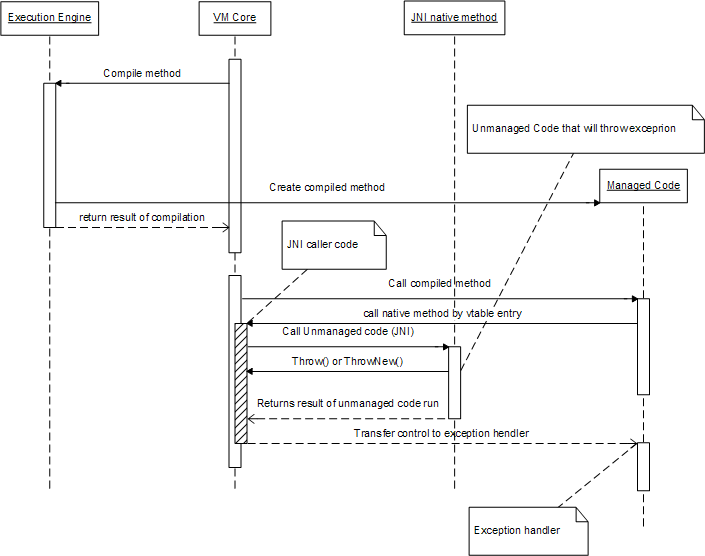 Execution Engine
VM Core
JNI native method
Compile method
Unmanaged Code that will throw exceprion
Managed Code
Create compiled method
return result of compilation
JNI caller code
Call compiled method
call native method by vtable entry
Call Unmanaged code (JNI)
Throw() or ThrowNew()
Returns result of unmanaged code run
Transfer control to exception hendler
Exception handler